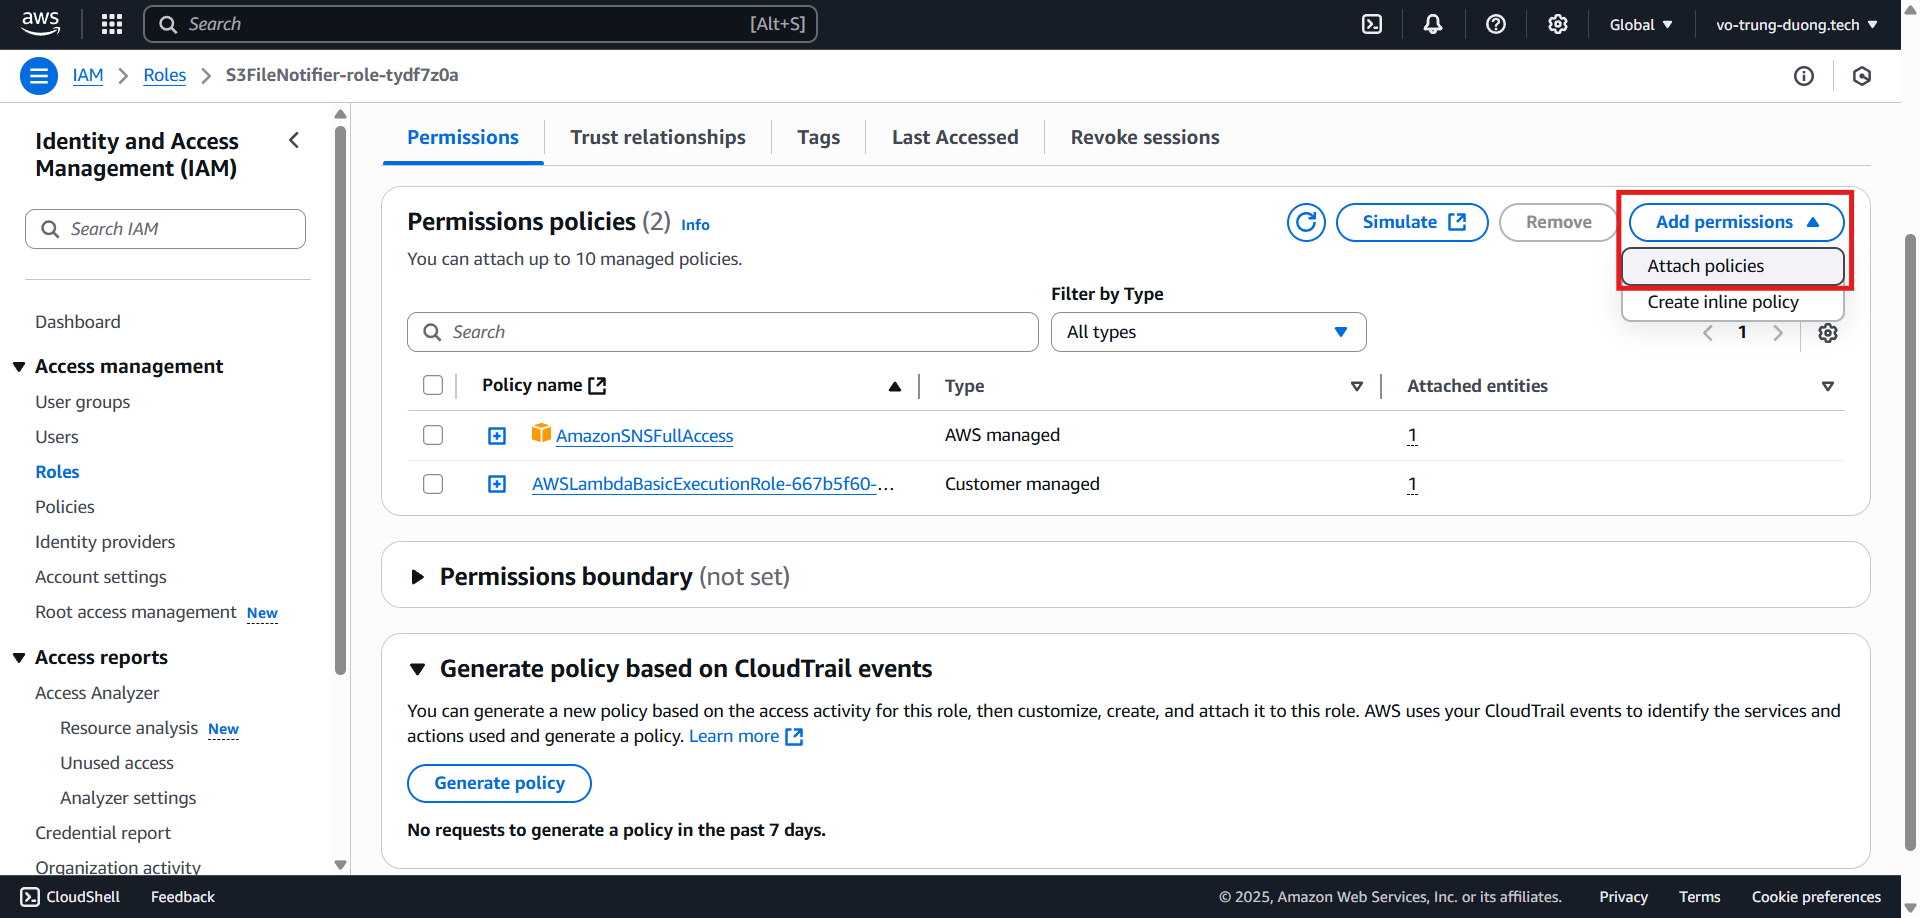 aws
Search [Alt+S]
Global
vo-trung-duong.tech
IAM
Roles
S3FileNotifier-role-tydf7z0a
Identity and Access
Management (IAM)
Search IAM
Dashboard
Access management
User groups
Users
Roles
Policies
Identity providers
Account settings
Root access management New
Access reports
Access Analyzer
Resource analysis New
Unused access
Analyzer settings
Credential report
Organization activity
Permissions
Trust relationships
Tags
Last Accessed
Revoke sessions
Permissions policies (2) Info
You can attach up to 10 managed policies.
Simulate
Remove
Add permissions
Attach policies
Create inline policy
Filter by Type
Search
All types
1
Policy name Type Attached entities
AmazonSNSFullAccess AWS managed 1
AWSLambdaBasicExecutionRole-667b5f60-... Customer managed 1
Permissions boundary (not set)
Generate policy based on CloudTrail events
You can generate a new policy based on the access activity for this role, then customize, create, and attach it to this role. AWS uses your CloudTrail events to identify the services and
actions used and generate a policy. Learn more
Generate policy
No requests to generate a policy in the past 7 days.
CloudShell
Feedback
© 2025, Amazon Web Services, Inc. or its affiliates.
Privacy
Terms
Cookie preferences